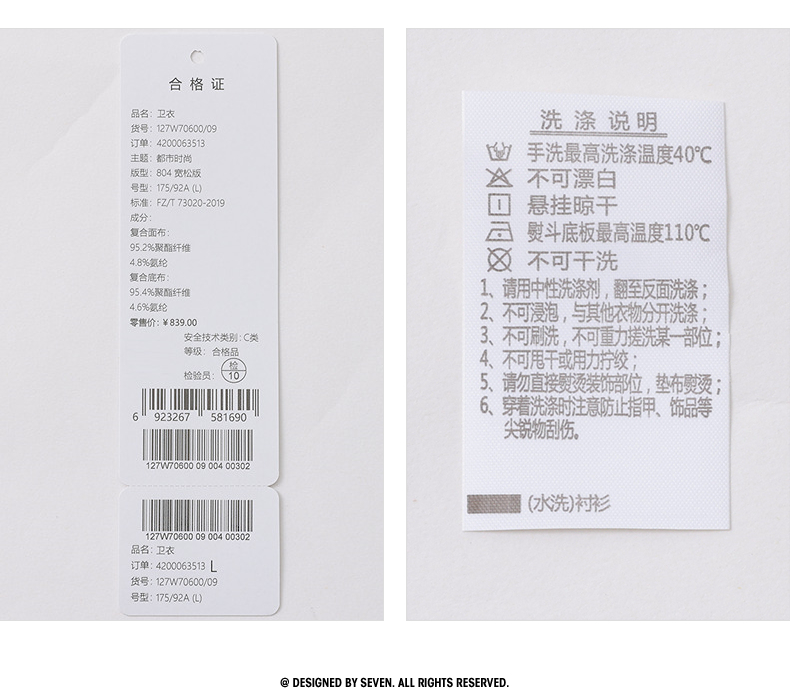 合格证
品名：卫衣
货号：127W70600/09
订单：4200063513
主题：都市时尚
版型：804 宽松版
号型：175/92A (L)
标准：FZ/T 73020-2019
成分：
复合面布：
95.2%聚酯纤维
4.8%氨纶
复合底布：
95.4%聚酯纤维
4.6%氨纶
零售价：¥839.00
安全技术类别：C类
等级：合格品
检验员：检 10
6 923267 581690
127W70600 09 004 00302
127W70600 09 004 00302
品名：卫衣
订单：4200063513 L
货号：127W70600/09
号型：175/92A (L)
洗涤说明
手洗最高洗涤温度40℃
不可漂白
悬挂晾干
熨斗底板最高温度110℃
不可干洗
1、请用中性洗涤剂，翻至反面洗涤；
2、不可浸泡，与其他衣物分开洗涤；
3、不可刷洗，不可重力搓洗某一部位；
4、不可甩干或用力拧绞；
5、请勿直接熨烫装饰部位，垫布熨烫；
6、穿着洗涤时注意防止指甲、饰品等
尖锐物刮伤。
(水洗)衬衫
@ DESIGNED BY SEVEN. ALL RIGHTS RESERVED.